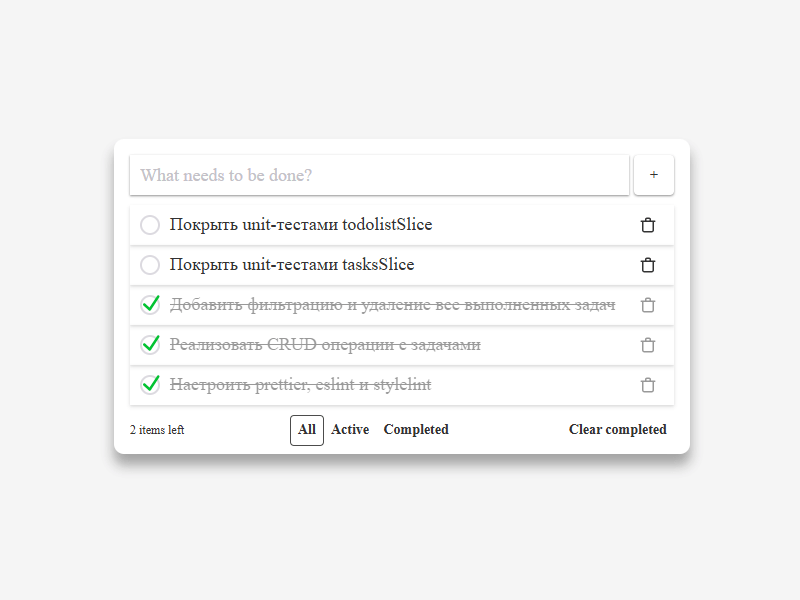 What needs to be done?
+
Покрыть unit-тестами todolistSlice
Покрыть unit-тестами tasksSlice
Добавить фильтрацию и удаление все выполненных задач
Реализовать CRUD операции с задачами
Настроить prettier, eslint и stylelint
2 items left All Active Completed Clear completed